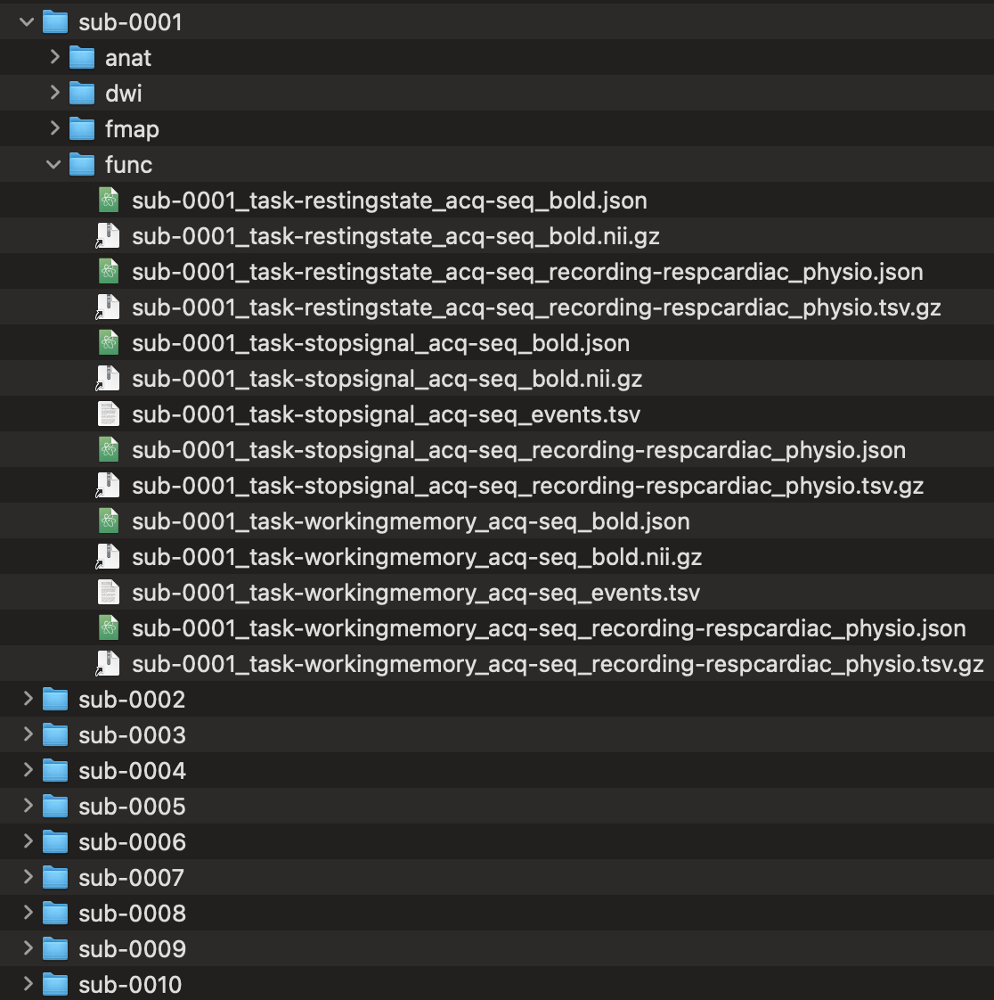 sub-0001
anat
dwi
fmap
func
sub-0001_task-restingstate_acq-seq_bold.json
sub-0001_task-restingstate_acq-seq_bold.nii.gz
sub-0001_task-restingstate_acq-seq_recording-respcardiac_physio.json
sub-0001_task-restingstate_acq-seq_recording-respcardiac_physio.tsv.gz
sub-0001_task-stopsignal_acq-seq_bold.json
sub-0001_task-stopsignal_acq-seq_bold.nii.gz
sub-0001_task-stopsignal_acq-seq_events.tsv
sub-0001_task-stopsignal_acq-seq_recording-respcardiac_physio.json
sub-0001_task-stopsignal_acq-seq_recording-respcardiac_physio.tsv.gz
sub-0001_task-workingmemory_acq-seq_bold.json
sub-0001_task-workingmemory_acq-seq_bold.nii.gz
sub-0001_task-workingmemory_acq-seq_events.tsv
sub-0001_task-workingmemory_acq-seq_recording-respcardiac_physio.json
sub-0001_task-workingmemory_acq-seq_recording-respcardiac_physio.tsv.gz
sub-0002
sub-0003
sub-0004
sub-0005
sub-0006
sub-0007
sub-0008
sub-0009
sub-0010